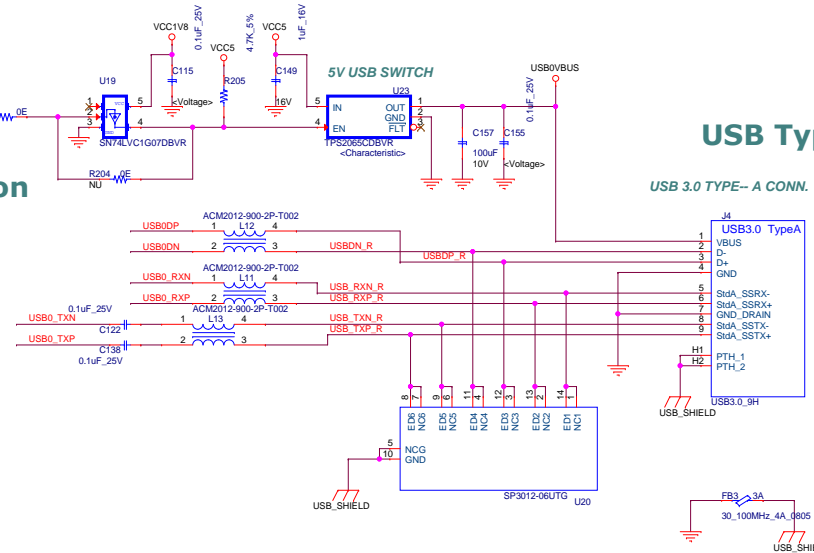 VCC1V8
0.1uF_25V
VCC5
4.7K_5%
VCC5
1uF_16V
5V USB SWITCH
USB0VBUS
0.1uF_25V
U19
C115
<Voltage>
R205
C149
16V
U23
0E
1
2
3
5
4
VCC
SN74LVC1G07DBVR
5
IN
4
EN
OUT
1
GND
2
FLT
3
TPS2065CDBVR
<Characteristic>
C157
100uF
10V
C155
<Voltage>
R204
0E
NU
on
USB Typ
USB 3.0 TYPE-- A CONN.
J4
USB3.0 TypeA
1
VBUS
2
D-
3
D+
4
GND
5
StdA_SSRX-
6
StdA_SSRX+
7
GND_DRAIN
8
StdA_SSTX-
9
StdA_SSTX+
H1
PTH_1
H2
PTH_2
USB3.0_9H
USB_SHIELD
ACM2012-900-2P-T002
USB0DP
1
L12
4
USB0DN
2
3
USBDN_R
USBDP_R
ACM2012-900-2P-T002
USB0_RXN
1
L11
4
USB_RXN_R
USB0_RXP
2
3
USB_RXP_R
0.1uF_25V
ACM2012-900-2P-T002
USB0_TXN
C122
1
L13
4
USB_TXN_R
USB0_TXP
C138
2
3
USB_TXP_R
0.1uF_25V
8
7
9
6
11
4
12
3
13
2
14
1
ED6
NC6
ED5
NC5
ED4
NC4
ED3
NC3
ED2
NC2
ED1
NC1
5
NCG
10
GND
SP3012-06UTG
U20
USB_SHIELD
FB3
3A
30_100MHz_4A_0805
USB_SHI